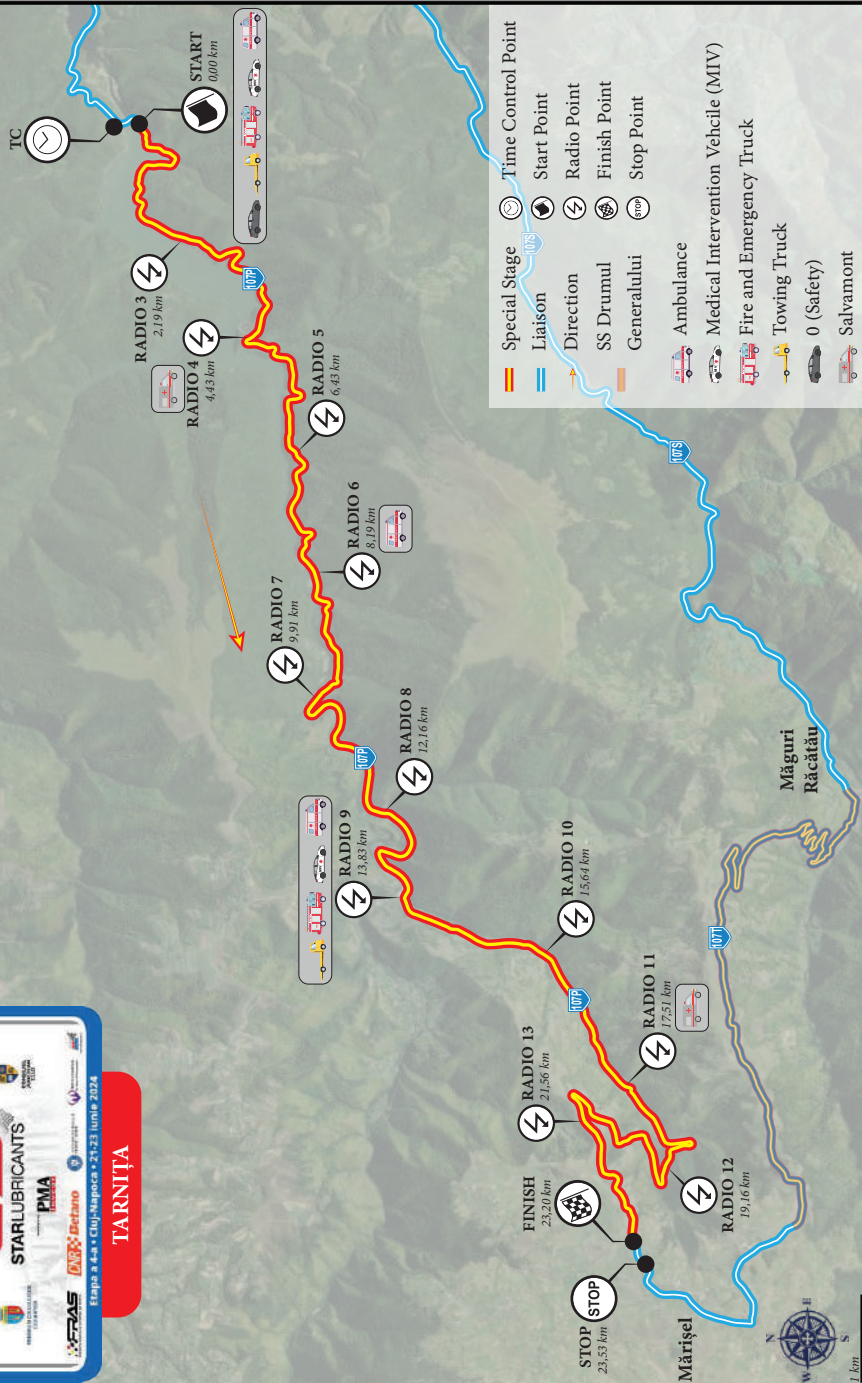 TC
START
0,00 km
RADIO 3
2,19 km
RADIO 4
4,43 km
107P
RADIO 5
6,43 km
RADIO 6
8,19 km
RADIO 7
9,91 km
107P
RADIO 8
12,16 km
RADIO 9
13,83 km
RADIO 10
15,64 km
107P
RADIO 11
17,51 km
RADIO 12
19,16 km
RADIO 13
21,56 km
FINISH
23,20 km
STOP
STOP
23,53 km
Mărișel
Măguri
Răcătău
107T
107S
107S
Special Stage
Liaison
Direction
SS Drumul
Generalului
Time Control Point
Start Point
Radio Point
Finish Point
STOP
Stop Point
Ambulance
Medical Intervention Vehcile (MIV)
Fire and Emergency Truck
Towing Truck
0 (Safety)
Salvamont
STARLUBRICANTS
PMA
FRAS
CNR Betano
Etapa a 4-a • Cluj-Napoca • 21-23 iunie 2024
TARNIȚA
N
E
S
W
1 km